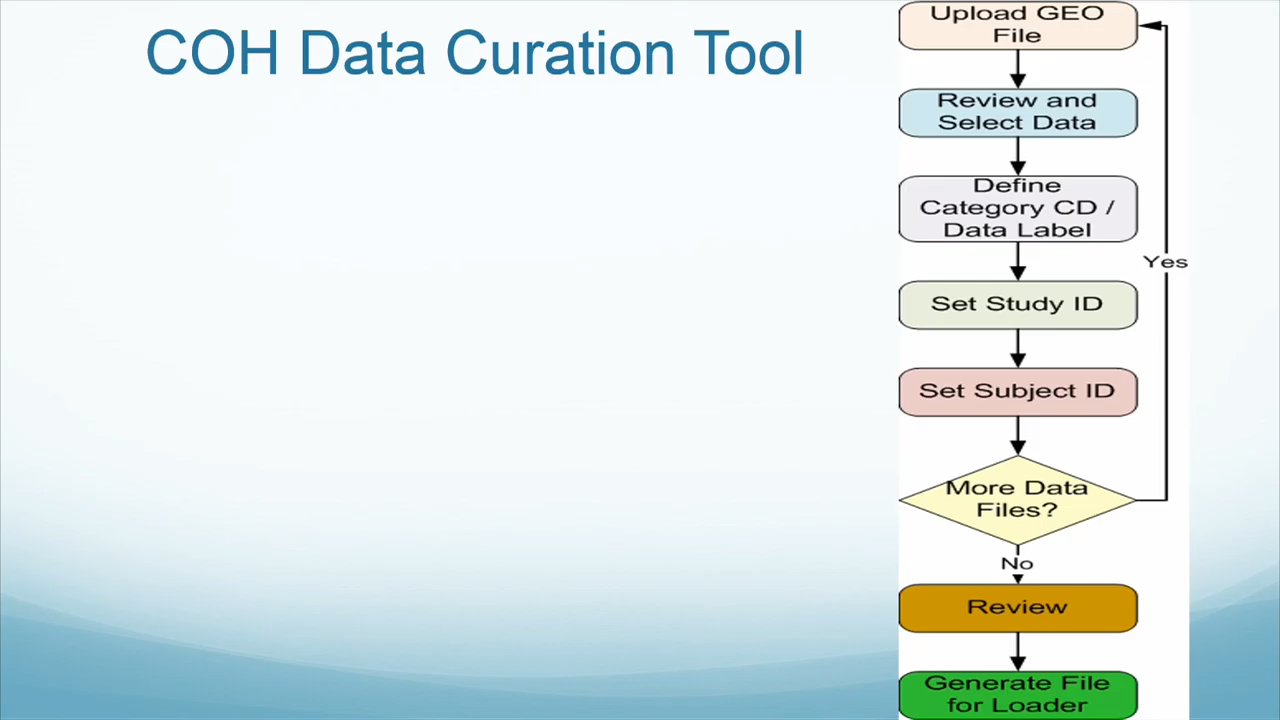 COH Data Curation Tool
Upload GEO
File
Review and
Select Data
Define
Category CD /
Data Label
Yes
Set Study ID
Set Subject ID
More Data
Files?
No
Review
Generate File
for Loader